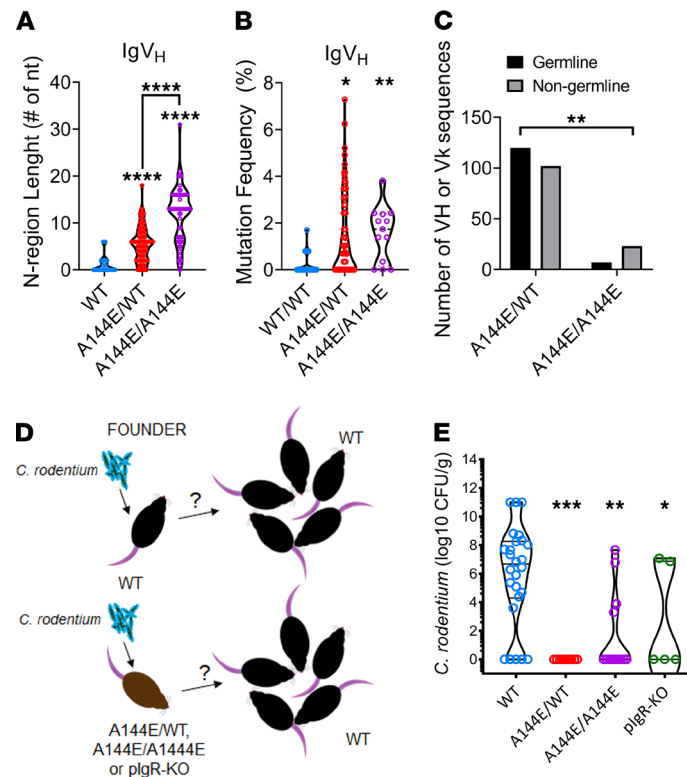 A
IgVH
N-region Lenght (# of nt)
40
30
20
10
0
****
****
****
WT
A144E/WT
A144E/A144E
B
IgVH
Mutation Fequency (%)
8
6
4
2
0
*
**
WT/WT
A144E/WT
A144E/A144E
C
Germline
Non-germline
Number of VH or Vk sequences
150
100
50
0
**
A144E/WT
A144E/A144E
D
FOUNDER
C. rodentium
?
WT
WT
C. rodentium
?
A144E/WT,
A144E/A1444E
or pIgR-KO
WT
E
C. rodentium (log10 CFU/g)
14
12
10
8
6
4
2
0
***
**
*
WT
A144E/WT
A144E/A144E
pIgR-KO